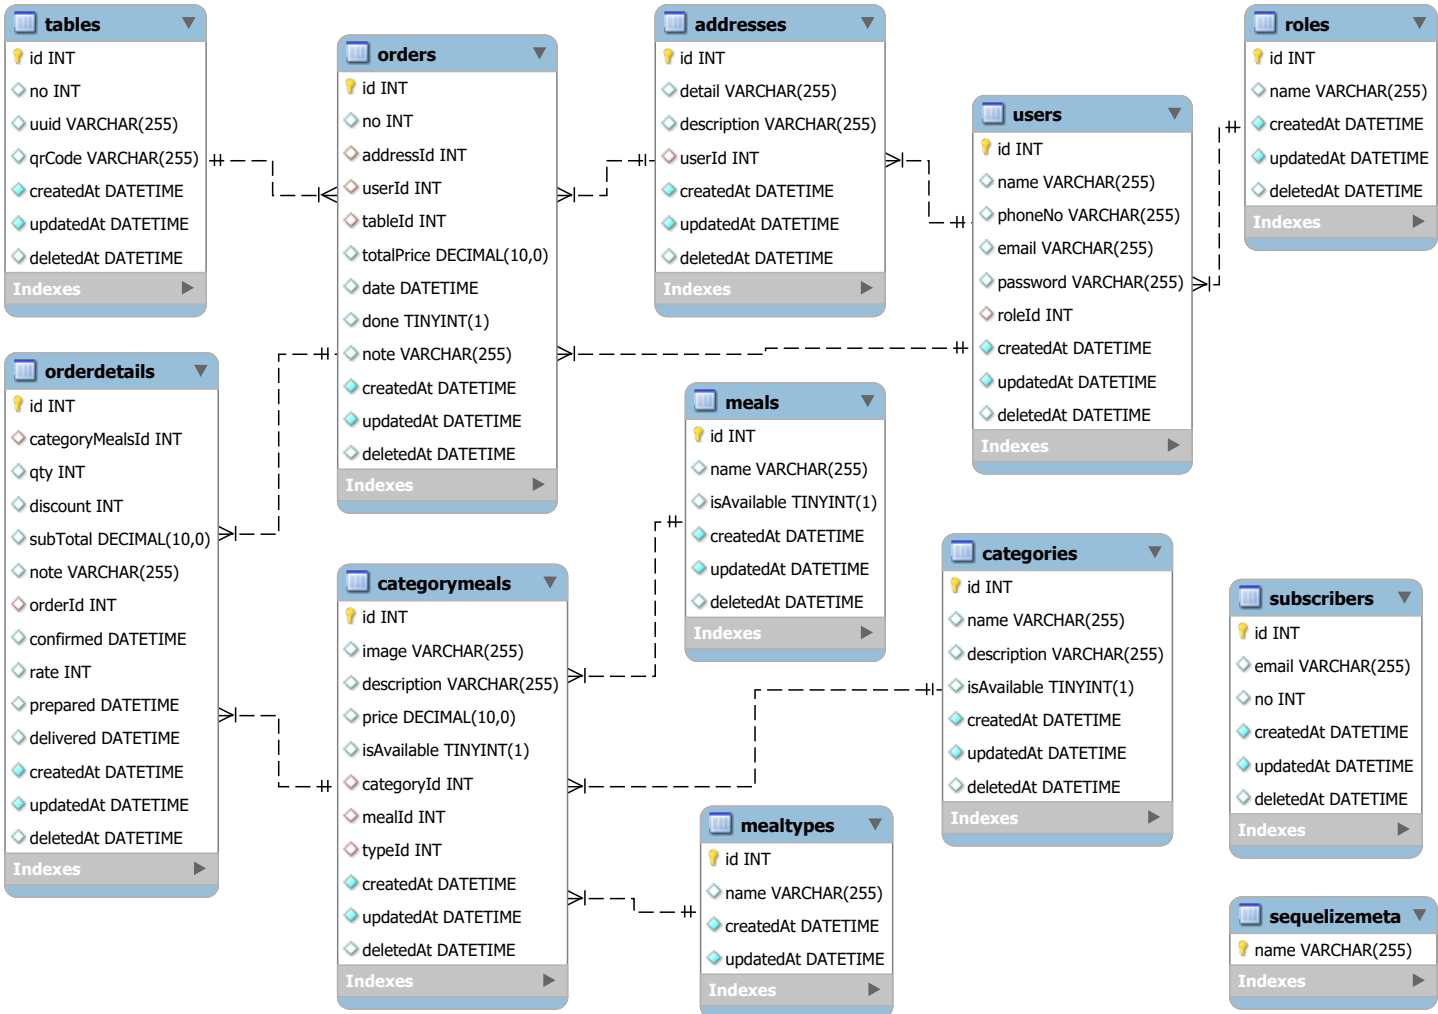 tables
id INT
no INT
uuid VARCHAR(255)
qrCode VARCHAR(255)
createdAt DATETIME
updatedAt DATETIME
deletedAt DATETIME
Indexes
orders
id INT
no INT
addressId INT
userId INT
tableId INT
totalPrice DECIMAL(10,0)
date DATETIME
done TINYINT(1)
note VARCHAR(255)
createdAt DATETIME
updatedAt DATETIME
deletedAt DATETIME
Indexes
addresses
id INT
detail VARCHAR(255)
description VARCHAR(255)
userId INT
createdAt DATETIME
updatedAt DATETIME
deletedAt DATETIME
Indexes
users
id INT
name VARCHAR(255)
phoneNo VARCHAR(255)
email VARCHAR(255)
password VARCHAR(255)
roleId INT
createdAt DATETIME
updatedAt DATETIME
deletedAt DATETIME
Indexes
roles
id INT
name VARCHAR(255)
createdAt DATETIME
updatedAt DATETIME
deletedAt DATETIME
Indexes
orderdetails
id INT
categoryMealsId INT
qty INT
discount INT
subTotal DECIMAL(10,0)
note VARCHAR(255)
orderId INT
confirmed DATETIME
rate INT
prepared DATETIME
delivered DATETIME
createdAt DATETIME
updatedAt DATETIME
deletedAt DATETIME
Indexes
categorymeals
id INT
image VARCHAR(255)
description VARCHAR(255)
price DECIMAL(10,0)
isAvailable TINYINT(1)
categoryId INT
mealId INT
typeId INT
createdAt DATETIME
updatedAt DATETIME
deletedAt DATETIME
Indexes
meals
id INT
name VARCHAR(255)
isAvailable TINYINT(1)
createdAt DATETIME
updatedAt DATETIME
deletedAt DATETIME
Indexes
mealtypes
id INT
name VARCHAR(255)
createdAt DATETIME
updatedAt DATETIME
Indexes
categories
id INT
name VARCHAR(255)
description VARCHAR(255)
isAvailable TINYINT(1)
createdAt DATETIME
updatedAt DATETIME
deletedAt DATETIME
Indexes
subscribers
id INT
email VARCHAR(255)
no INT
createdAt DATETIME
updatedAt DATETIME
deletedAt DATETIME
Indexes
sequelizemeta
name VARCHAR(255)
Indexes